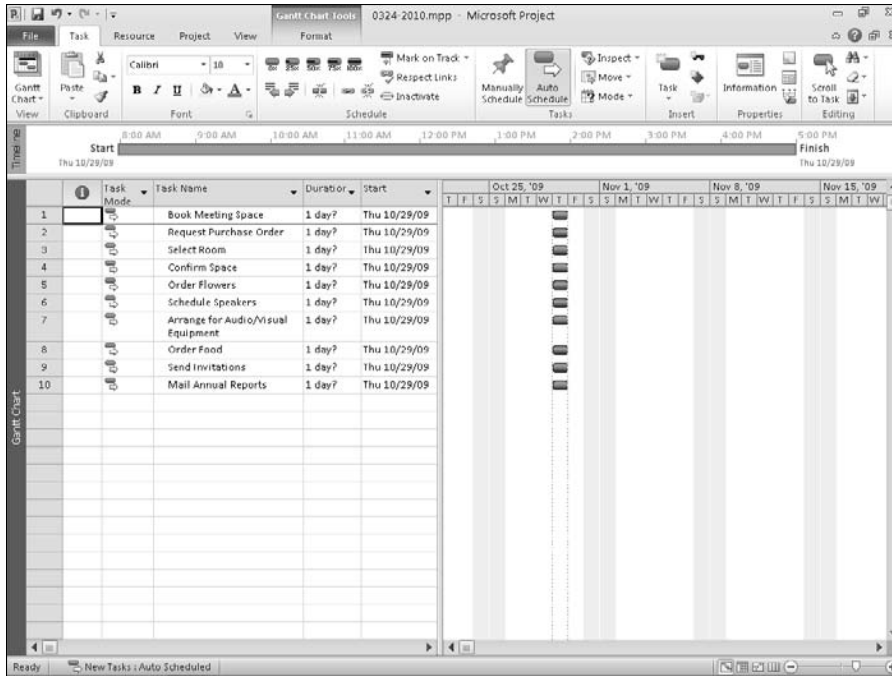 Gantt Chart Tools
0324-2010.mpp - Microsoft Project
File Task Resource Project View Format
Gantt Chart
View
Paste
Clipboard
Calibri 10
B I U A
Font
0% 25% 50% 75% 100%
Mark on Track
Respect Links
Inactivate
Schedule
Manually Schedule
Auto Schedule
Inspect
Move
Mode
Tasks
Task
Insert
Information
Properties
Scroll to Task
Editing
Timeline
8:00 AM 9:00 AM 10:00 AM 11:00 AM 12:00 PM 1:00 PM 2:00 PM 3:00 PM 4:00 PM 5:00 PM
Start Finish
Thu 10/29/09 Thu 10/29/09
Task Mode Task Name Duration Start
Oct 25, '09 Nov 1, '09 Nov 8, '09 Nov 15, '09
T F S S M T W T F S S M T W T F S S M T W T F S S M T W
1 Book Meeting Space 1 day? Thu 10/29/09
2 Request Purchase Order 1 day? Thu 10/29/09
3 Select Room 1 day? Thu 10/29/09
4 Confirm Space 1 day? Thu 10/29/09
5 Order Flowers 1 day? Thu 10/29/09
6 Schedule Speakers 1 day? Thu 10/29/09
7 Arrange for Audio/Visual Equipment 1 day? Thu 10/29/09
8 Order Food 1 day? Thu 10/29/09
9 Send Invitations 1 day? Thu 10/29/09
10 Mail Annual Reports 1 day? Thu 10/29/09
Gantt Chart
Ready New Tasks : Auto Scheduled